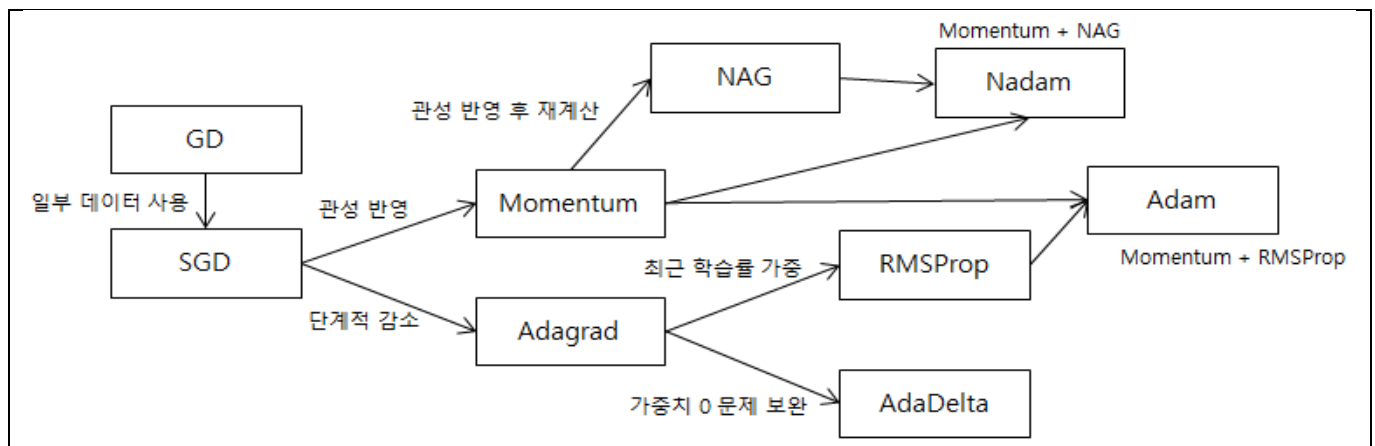 Momentum + NAG
NAG
Nadam
관성 반영 후 재계산
GD
일부 데이터 사용
관성 반영
Momentum
Adam
SGD
최근 학습률 가중
RMSProp
Momentum + RMSProp
단계적 감소
Adagrad
가중치 0 문제 보완
AdaDelta